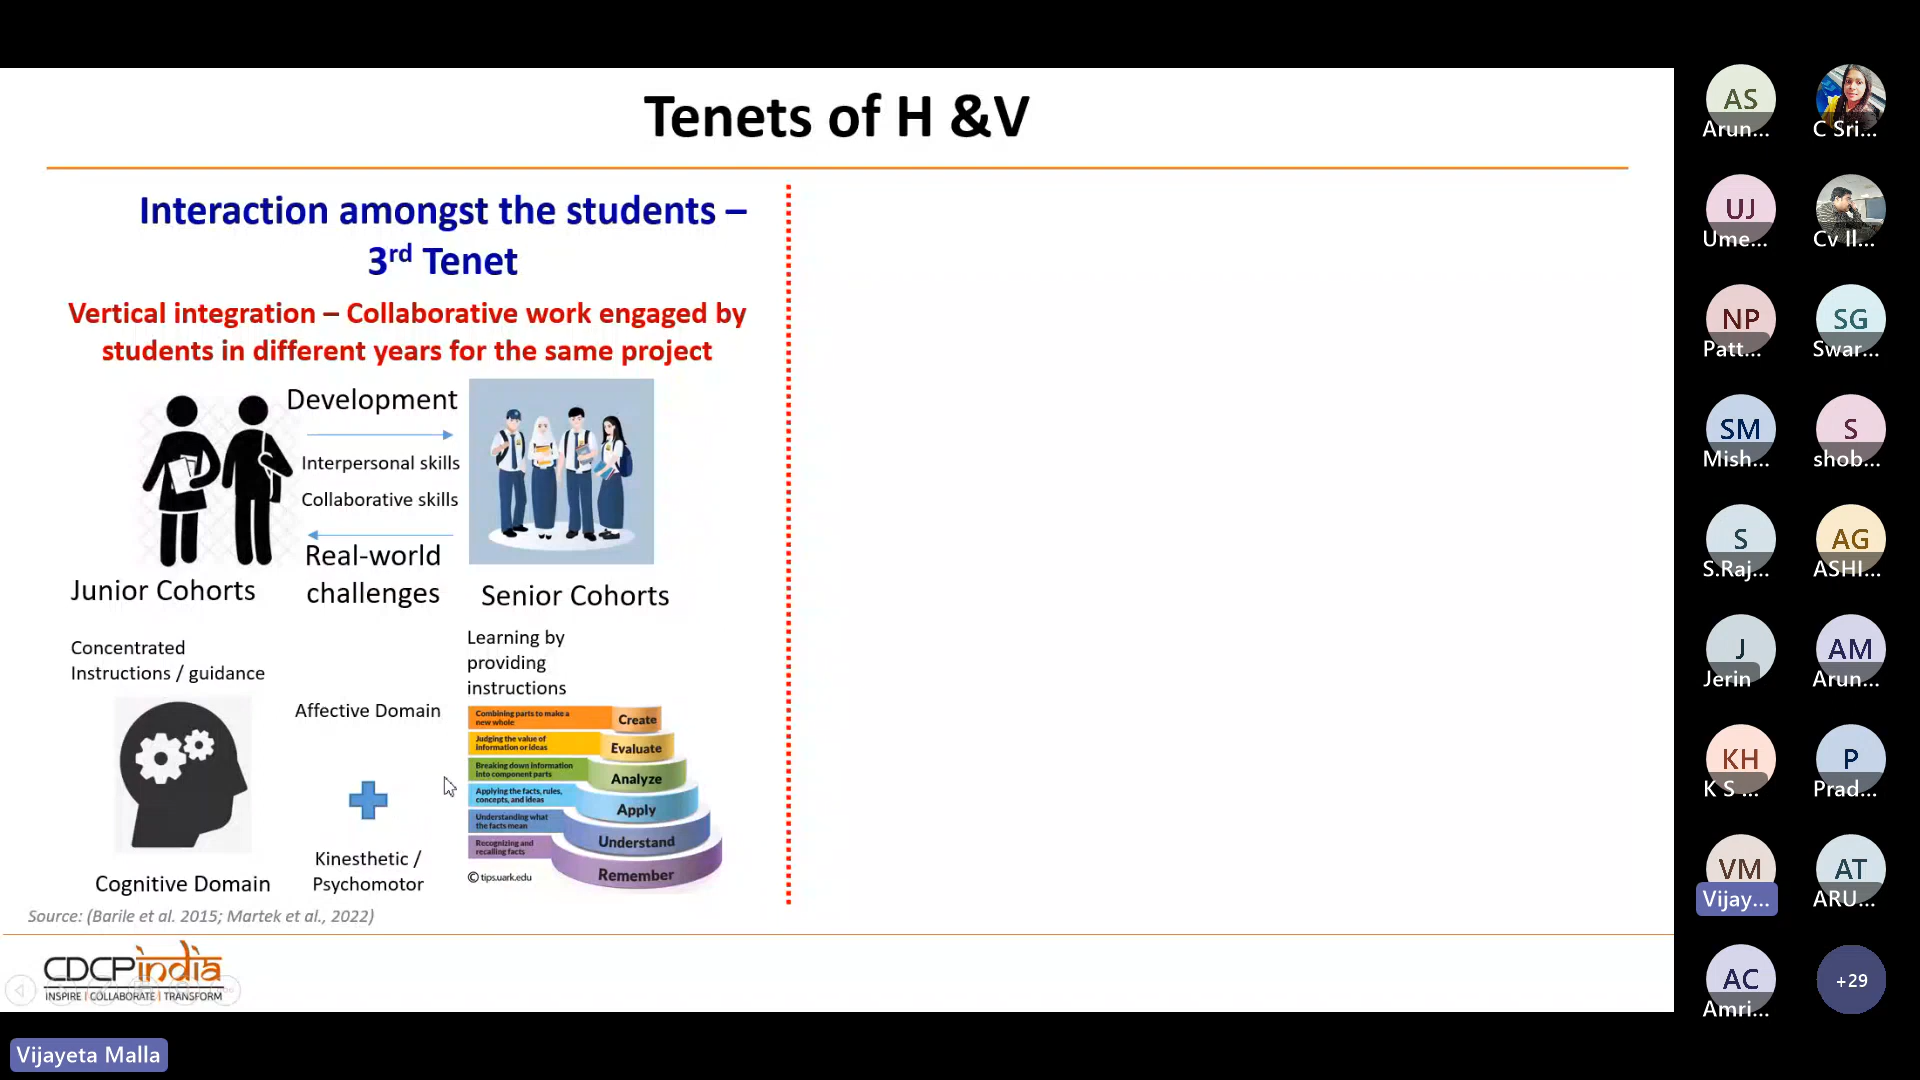 Tenets of H &V
Interaction amongst the students –
3rd Tenet
Vertical integration – Collaborative work engaged by
students in different years for the same project
Development
Interpersonal skills
Collaborative skills
Real-world
challenges
Junior Cohorts
Senior Cohorts
Concentrated
Instructions / guidance
Learning by
providing
instructions
Affective Domain
Kinesthetic /
Psychomotor
Cognitive Domain
Combining parts to make a
new whole
Create
Judging the value of
information or ideas
Evaluate
Breaking down information
into component parts
Analyze
Applying the facts, rules,
concepts, and ideas
Apply
Understanding what
the facts mean
Understand
Recognizing and
recalling facts
Remember
© tips.uark.edu
Source: (Barile et al. 2015; Martek et al., 2022)
CDCPindia
INSPIRE | COLLABORATE | TRANSFORM
Vijayeta Malla
AS
Arun...
C Sri...
UJ
Ume...
Cv II...
NP
Patt...
SG
Swar...
SM
Mish...
S
shob...
S
S.Raj...
AG
ASHI...
J
Jerin
AM
Arun...
KH
K S ...
P
Prad...
VM
Vijay...
AT
ARU...
AC
Amri...
+29